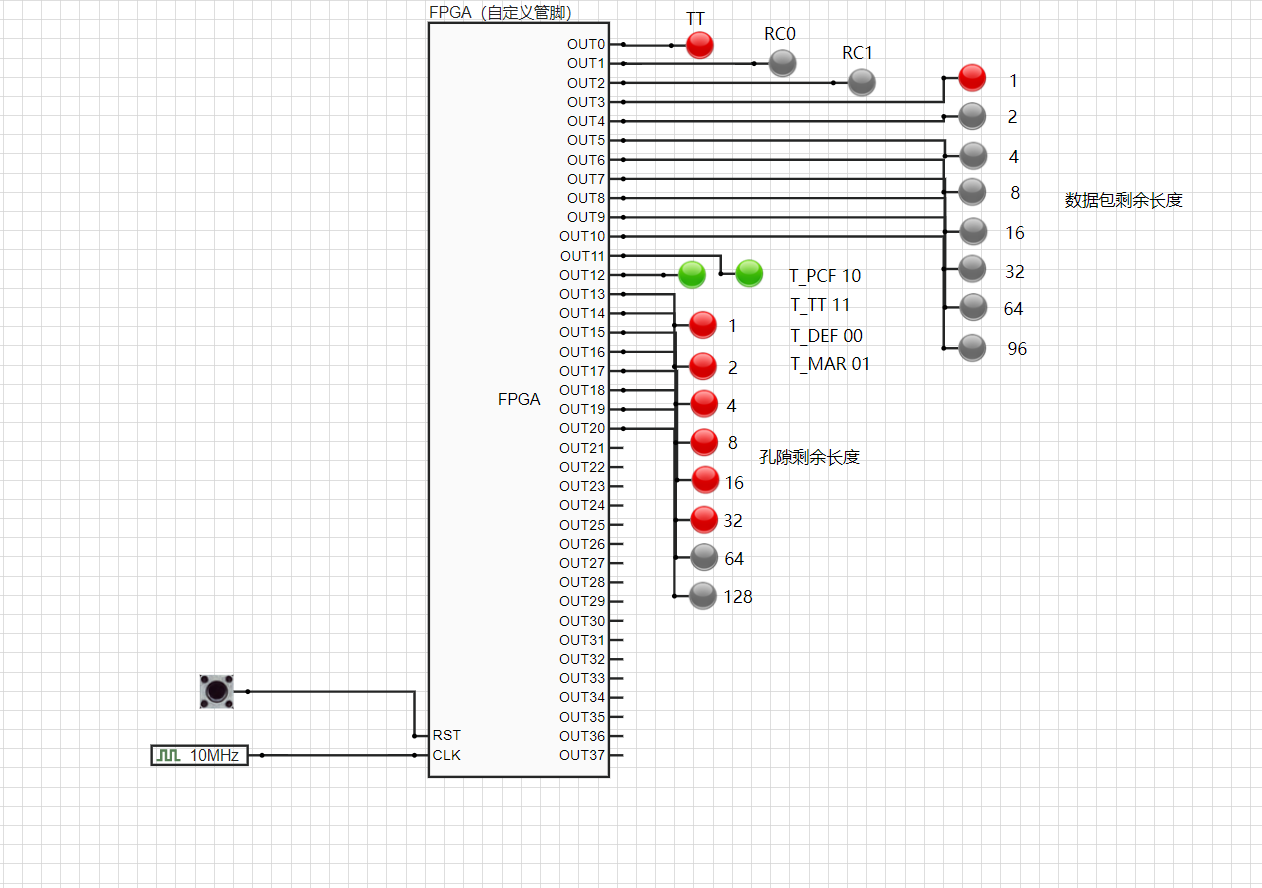 FPGA（自定义管脚）
TT
RC0
RC1
OUT0
OUT1
OUT2
OUT3
OUT4
OUT5
OUT6
OUT7
OUT8
OUT9
OUT10
OUT11
OUT12
OUT13
OUT14
OUT15
OUT16
OUT17
OUT18
OUT19
OUT20
OUT21
OUT22
OUT23
OUT24
OUT25
OUT26
OUT27
OUT28
OUT29
OUT30
OUT31
OUT32
OUT33
OUT34
OUT35
OUT36
OUT37
FPGA
RST
CLK
10MHz
1
2
4
8
16
32
64
96
数据包剩余长度
T_PCF 10
T_TT 11
T_DEF 00
T_MAR 01
1
2
4
8
16
32
64
128
孔隙剩余长度